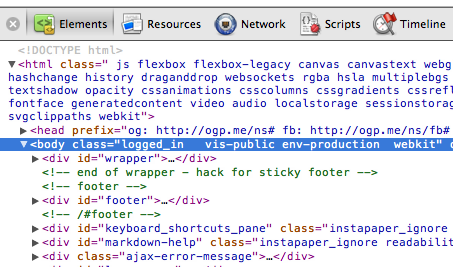 Elements Resources Network Scripts Timeline
<!DOCTYPE html>
▼<html class=" js flexbox flexbox-legacy canvas canvastext webg
hashchange history draganddrop websockets rgba hsla multiplebgs
textshadow opacity cssanimations csscolumns cssgradients cssrefl
fontface generatedcontent video audio localstorage sessionstorag
svgclippaths webkit">
▶<head prefix="og: http://ogp.me/ns# fb: http://ogp.me/ns/fb#
▼<body class="logged_in   vis-public env-production  webkit" d
▶<div id="wrapper">…</div>
<!-- end of wrapper - hack for sticky footer -->
<!-- footer -->
▶<div id="footer">…</div>
<!-- /#footer -->
▶<div id="keyboard_shortcuts_pane" class="instapaper_ignore
▶<div id="markdown-help" class="instapaper_ignore readabilit
▶<div class="ajax-error-message">…</div>